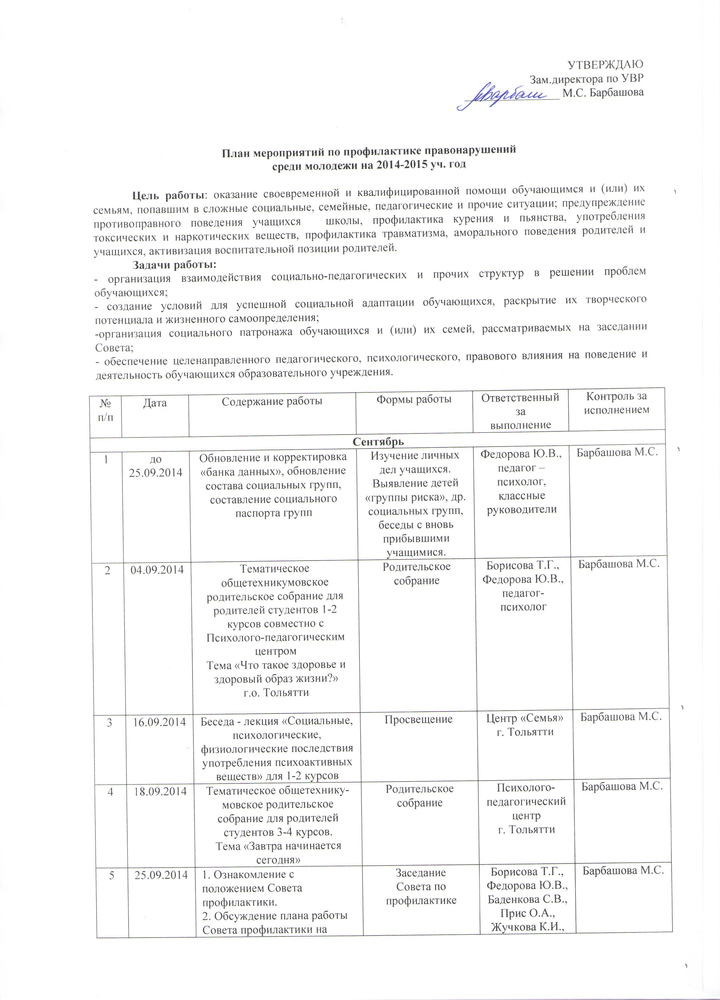 УТВЕРЖДАЮ
Зам.директора по УВР
М.С. Барбашова
План мероприятий по профилактике правонарушений
среди молодежи на 2014-2015 уч. год
Цель работы: оказание своевременной и квалифицированной помощи обучающимся и (или) их
семьям, попавшим в сложные социальные, семейные, педагогические и прочие ситуации; предупреждение
противоправного поведения учащихся школы, профилактика курения и пьянства, употребления
токсических и наркотических веществ, профилактика травматизма, аморального поведения родителей и
учащихся, активизация воспитательной позиции родителей.
Задачи работы:
- организация взаимодействия социально-педагогических и прочих структур в решении проблем
обучающихся;
- создание условий для успешной социальной адаптации обучающихся, раскрытие их творческого
потенциала и жизненного самоопределения;
-организация социального патронажа обучающихся и (или) их семей, рассматриваемых на заседании
Совета;
- обеспечение целенаправленного педагогического, психологического, правового влияния на поведение и
деятельность обучающихся образовательного учреждения.
№
п/п
Дата
Содержание работы
Формы работы
Ответственный
за
выполнение
Контроль за
исполнением
Сентябрь
1
до
25.09.2014
Обновление и корректировка
«банка данных», обновление
состава социальных групп,
составление социального
паспорта групп
Изучение личных
дел учащихся.
Выявление детей
«группы риска», др.
социальных групп,
беседы с вновь
прибывшими
учащимися.
Федорова Ю.В.,
педагог –
психолог,
классные
руководители
Барбашова М.С.
2
04.09.2014
Тематическое
общетехникумовское
родительское собрание для
родителей студентов 1-2
курсов совместно с
Психолого-педагогическим
центром
Тема «Что такое здоровье и
здоровый образ жизни?»
г.о. Тольятти
Родительское
собрание
Борисова Т.Г.,
Федорова Ю.В.,
педагог-
психолог
Барбашова М.С.
3
16.09.2014
Беседа - лекция «Социальные,
психологические,
физиологические последствия
употребления психоактивных
веществ» для 1-2 курсов
Просвещение
Центр «Семья»
г. Тольятти
Барбашова М.С.
4
18.09.2014
Тематическое общетехнику-
мовское родительское
собрание для родителей
студентов 3-4 курсов.
Тема «Завтра начинается
сегодня»
Родительское
собрание
Психолого-
педагогический
центр
г. Тольятти
Барбашова М.С.
5
25.09.2014
1. Ознакомление с
положением Совета
профилактики.
2. Обсуждение плана работы
Совета профилактики на
Заседание
Совета по
профилактике
Борисова Т.Г.,
Федорова Ю.В.,
Баденкова С.В.,
Прис О.А.,
Жучкова К.И.,
Барбашова М.С.